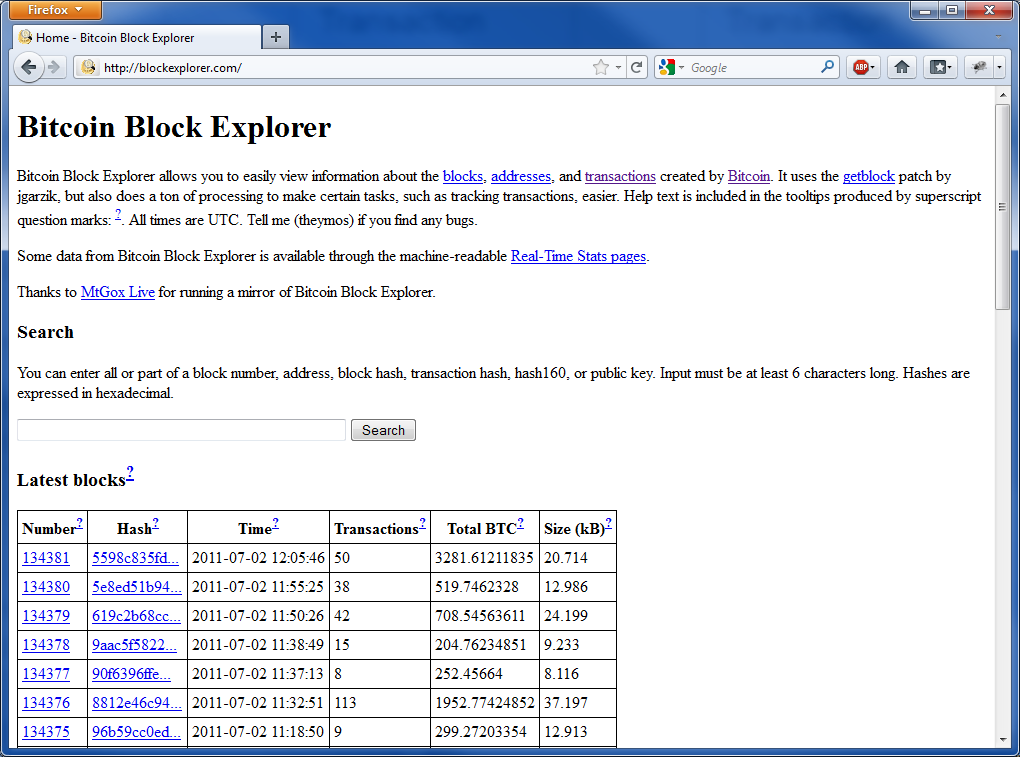 Firefox
Home - Bitcoin Block Explorer
http://blockexplorer.com/
Google
ABP
Bitcoin Block Explorer
Bitcoin Block Explorer allows you to easily view information about the blocks, addresses, and transactions created by Bitcoin. It uses the getblock patch by
jgarzik, but also does a ton of processing to make certain tasks, such as tracking transactions, easier. Help text is included in the tooltips produced by superscript
question marks: ?. All times are UTC. Tell me (theymos) if you find any bugs.
Some data from Bitcoin Block Explorer is available through the machine-readable Real-Time Stats pages.
Thanks to MtGox Live for running a mirror of Bitcoin Block Explorer.
Search
You can enter all or part of a block number, address, block hash, transaction hash, hash160, or public key. Input must be at least 6 characters long. Hashes are
expressed in hexadecimal.
Search
Latest blocks?
Number? Hash? Time? Transactions? Total BTC? Size (kB)?
134381 5598c835fd... 2011-07-02 12:05:46 50 3281.61211835 20.714
134380 5e8ed51b94... 2011-07-02 11:55:25 38 519.7462328 12.986
134379 619c2b68cc... 2011-07-02 11:50:26 42 708.54563611 24.199
134378 9aac5f5822... 2011-07-02 11:38:49 15 204.76234851 9.233
134377 90f6396ffe... 2011-07-02 11:37:13 8 252.45664 8.116
134376 8812e46c94... 2011-07-02 11:32:51 113 1952.77424852 37.197
134375 96b59cc0ed... 2011-07-02 11:18:50 9 299.27203354 12.913